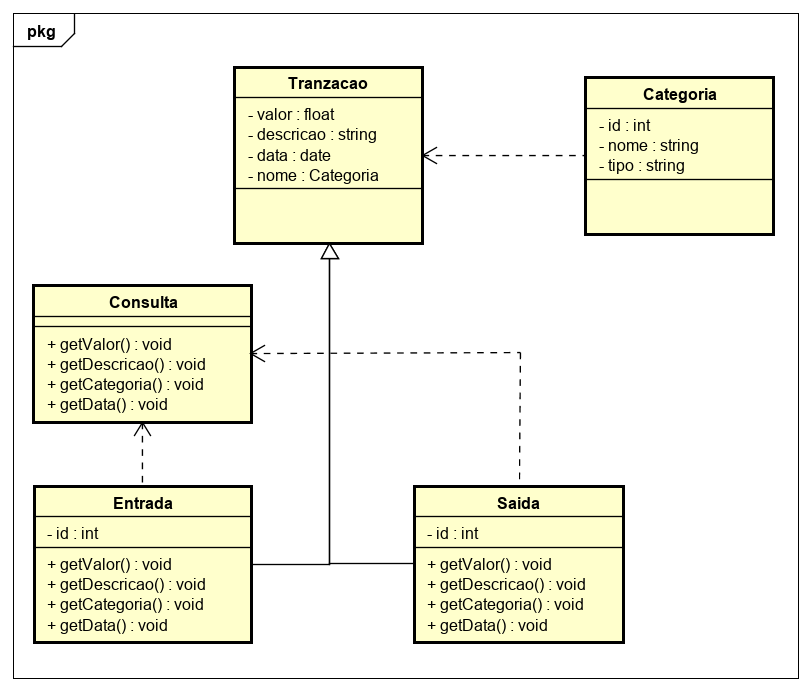 pkg
Tranzacao
- valor : float
- descricao : string
- data : date
- nome : Categoria
Categoria
- id : int
- nome : string
- tipo : string
Consulta
+ getValor() : void
+ getDescricao() : void
+ getCategoria() : void
+ getData() : void
Entrada
- id : int
+ getValor() : void
+ getDescricao() : void
+ getCategoria() : void
+ getData() : void
Saida
- id : int
+ getValor() : void
+ getDescricao() : void
+ getCategoria() : void
+ getData() : void